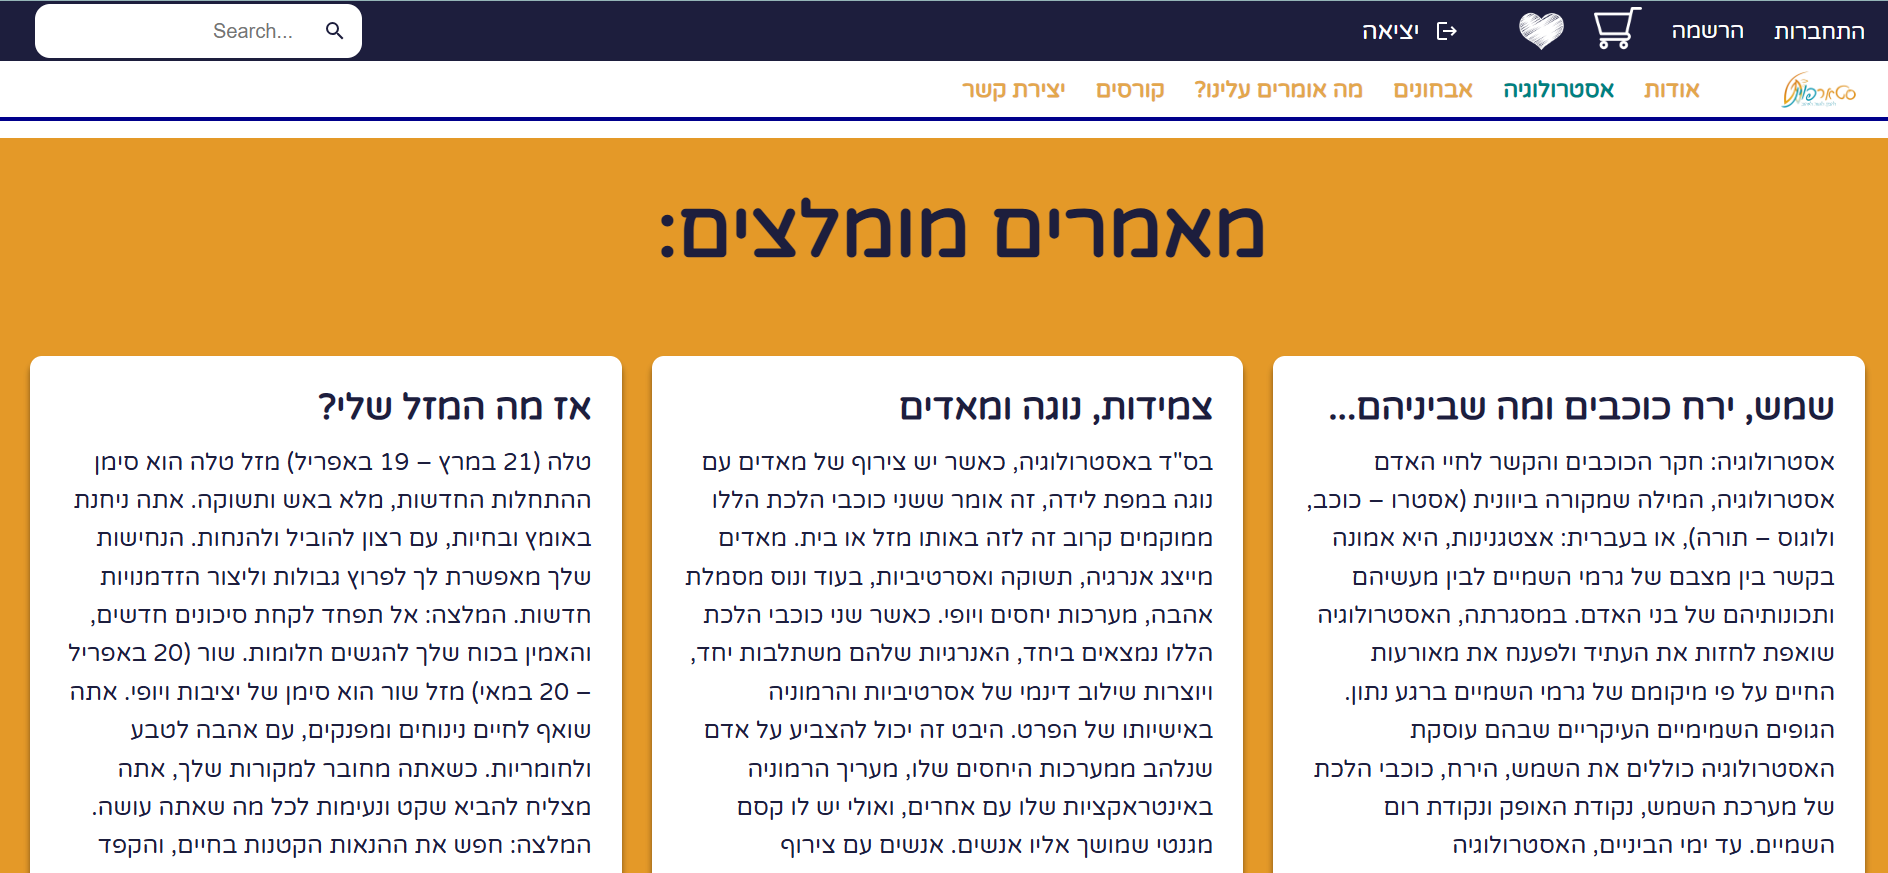 התחברות
הרשמה
יציאה
Search...
סטארפוינט
אודות
אסטרולוגיה
אבחונים
מה אומרים עלינו?
קורסים
יצירת קשר
מאמרים מומלצים:
שמש, ירח כוכבים ומה שביניהם...
אסטרולוגיה: חקר הכוכבים והקשר לחיי האדם
אסטרולוגיה, המילה שמקורה ביוונית (אסטרו – כוכב,
ולוגוס – תורה), או בעברית: אצטגנינות, היא אמונה
בקשר בין מצבם של גרמי השמיים לבין מעשיהם
ותכונותיהם של בני האדם. במסגרתה, האסטרולוגיה
שואפת לחזות את העתיד ולפענח את מאורעות
החיים על פי מיקומם של גרמי השמיים ברגע נתון.
הגופים השמימיים העיקריים שבהם עוסקת
האסטרולוגיה כוללים את השמש, הירח, כוכבי הלכת
של מערכת השמש, נקודת האופק ונקודת רום
השמיים. עד ימי הביניים, האסטרולוגיה
צמידות, נוגה ומאדים
בס"ד באסטרולוגיה, כאשר יש צירוף של מאדים עם
נוגה במפת לידה, זה אומר ששני כוכבי הלכת הללו
ממוקמים קרוב זה לזה באותו מזל או בית. מאדים
מייצג אנרגיה, תשוקה ואסרטיביות, בעוד ונוס מסמלת
אהבה, מערכות יחסים ויופי. כאשר שני כוכבי הלכת
הללו נמצאים ביחד, האנרגיות שלהם משתלבות יחד,
ויוצרות שילוב דינמי של אסרטיביות והרמוניה
באישיותו של הפרט. היבט זה יכול להצביע על אדם
שנלהב ממערכות היחסים שלו, מעריך הרמוניה
באינטראקציות שלו עם אחרים, ואולי יש לו קסם
מגנטי שמושך אליו אנשים. אנשים עם צירוף
אז מה המזל שלי?
טלה (21 במרץ – 19 באפריל) מזל טלה הוא סימן
ההתחלות החדשות, מלא באש ותשוקה. אתה ניחנת
באומץ ובחיות, עם רצון להוביל ולהנחות. הנחישות
שלך מאפשרת לך לפרוץ גבולות וליצור הזדמנויות
חדשות. המלצה: אל תפחד לקחת סיכונים חדשים,
והאמין בכוח שלך להגשים חלומות. שור (20 באפריל
– 20 במאי) מזל שור הוא סימן של יציבות ויופי. אתה
שואף לחיים נינוחים ומפנקים, עם אהבה לטבע
ולחומריות. כשאתה מחובר למקורות שלך, אתה
מצליח להביא שקט ונעימות לכל מה שאתה עושה.
המלצה: חפש את ההנאות הקטנות בחיים, והקפד